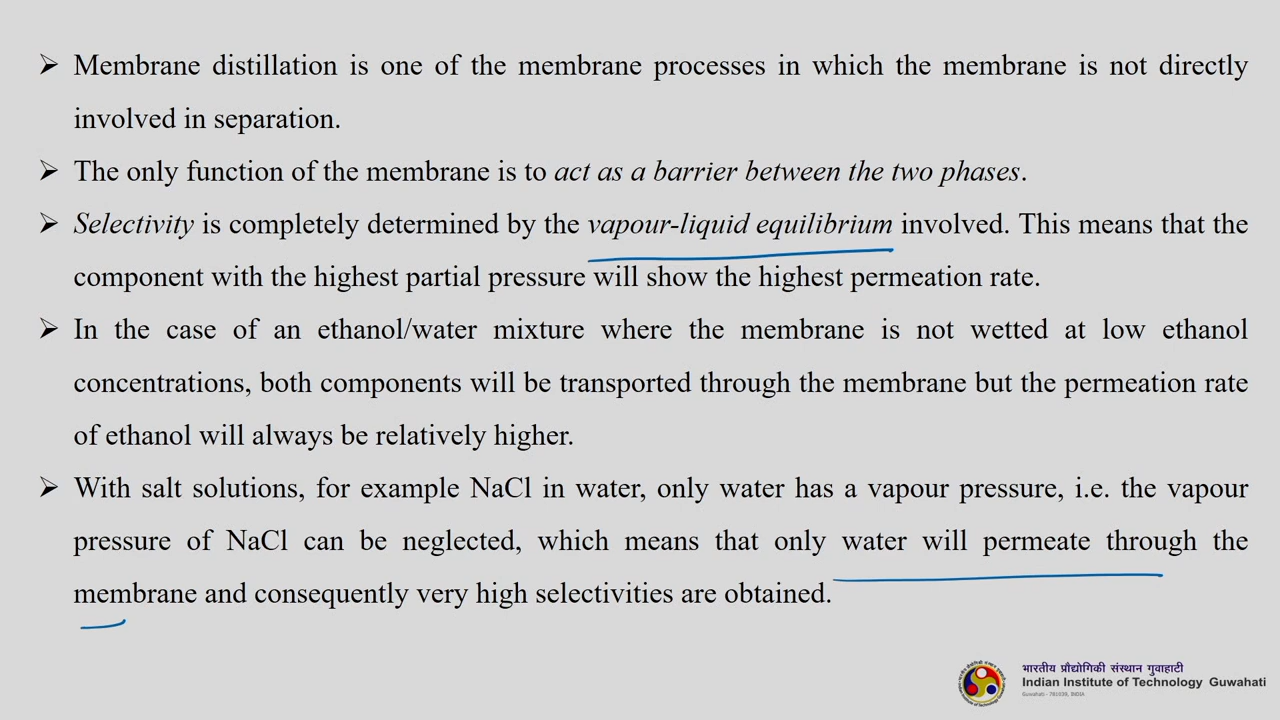 ➢ Membrane distillation is one of the membrane processes in which the membrane is not directly
involved in separation.
➢ The only function of the membrane is to act as a barrier between the two phases.
➢ Selectivity is completely determined by the vapour-liquid equilibrium involved. This means that the
component with the highest partial pressure will show the highest permeation rate.
➢ In the case of an ethanol/water mixture where the membrane is not wetted at low ethanol
concentrations, both components will be transported through the membrane but the permeation rate
of ethanol will always be relatively higher.
➢ With salt solutions, for example NaCl in water, only water has a vapour pressure, i.e. the vapour
pressure of NaCl can be neglected, which means that only water will permeate through the
membrane and consequently very high selectivities are obtained.
भारतीय प्रौद्योगिकी संस्थान गुवाहाटी
Indian Institute of Technology Guwahati
Guwahati - 781039, INDIA